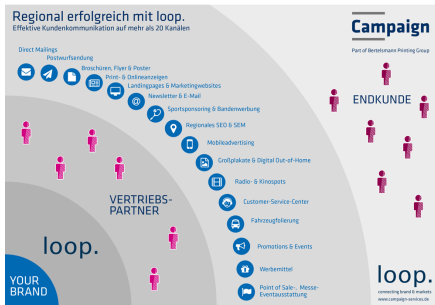 Regional erfolgreich mit loop.
Effektive Kundenkommunikation auf mehr als 20 Kanälen
Campaign
Part of Bertelsmann Printing Group
Direct Mailings
Postwurfsendung
Broschüren, Flyer & Poster
Print- & Onlineanzeigen
Landingpages & Marketingwebsites
Newsletter & E-Mail
Sportsponsoring & Bandenwerbung
Regionales SEO & SEM
Mobileadvertising
Großplakate & Digital Out-of-Home
Radio- & Kinospots
Customer-Service-Center
Fahrzeugfolierung
Promotions & Events
Werbemittel
Point of Sale-, Messe-
Eventausstattung
ENDKUNDE
VERTRIEBS-
PARTNER
loop.
YOUR
BRAND
loop.
connecting brand & markets
www.campaign-services.de